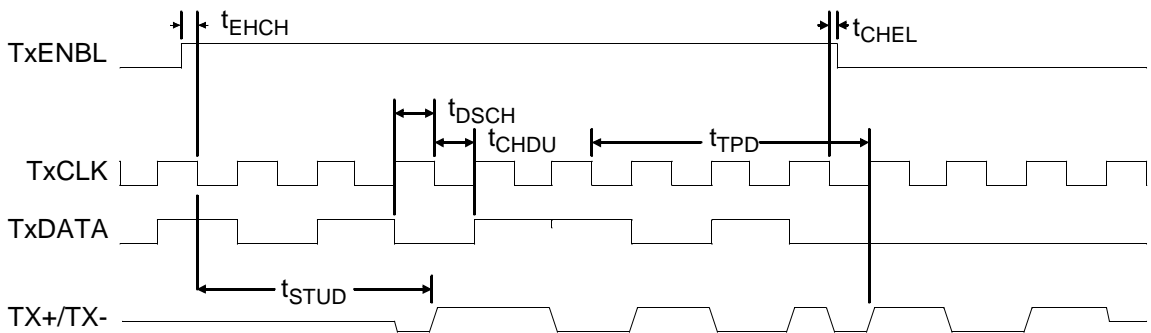 tEHCH
TxENBL
tCHEL
tDSCH
tCHDU
tTPD
TxCLK
TxDATA
tSTUD
TX+/TX-